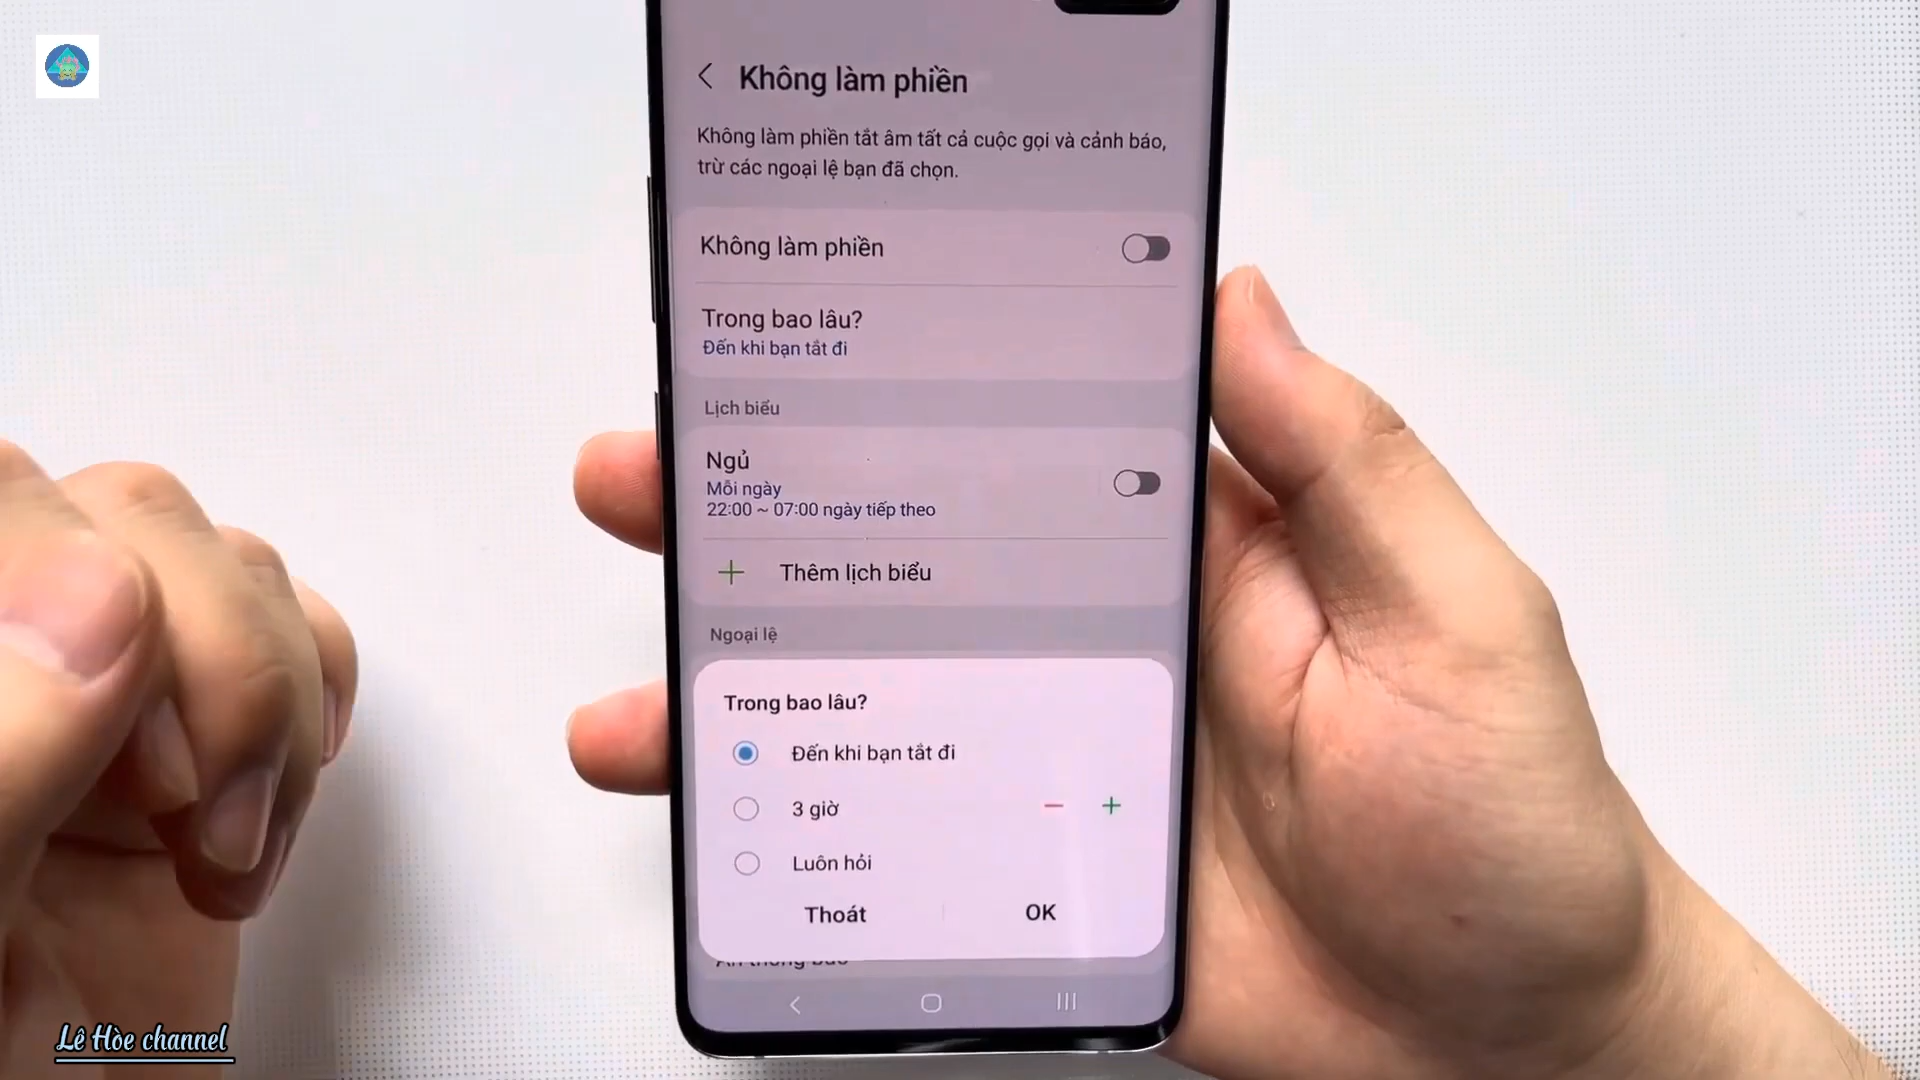 Không làm phiền
Không làm phiền tắt âm tất cả cuộc gọi và cảnh báo,
trừ các ngoại lệ bạn đã chọn.
Không làm phiền
Trong bao lâu?
Đến khi bạn tắt đi
Lịch biểu
Ngủ
Mỗi ngày
22:00 ~ 07:00 ngày tiếp theo
Thêm lịch biểu
Ngoại lệ
Trong bao lâu?
Đến khi bạn tắt đi
3 giờ
Luôn hỏi
Thoát
OK
Lê Hòe channel